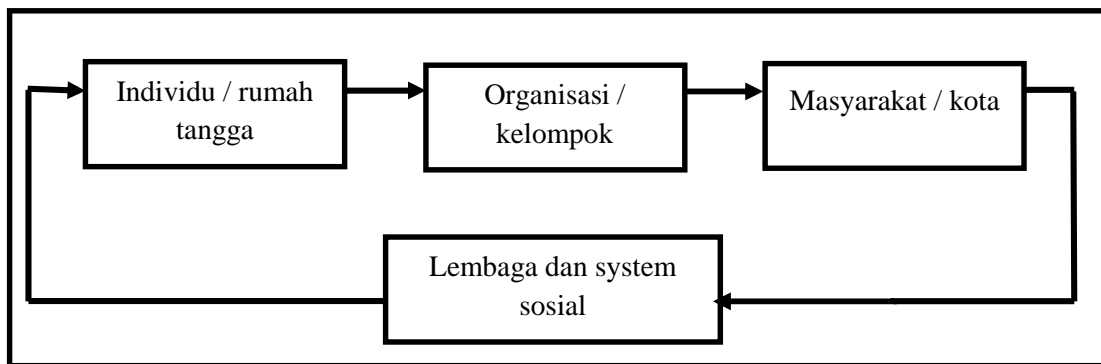 Individu / rumah
tangga
Organisasi /
kelompok
Masyarakat / kota
Lembaga dan system
sosial